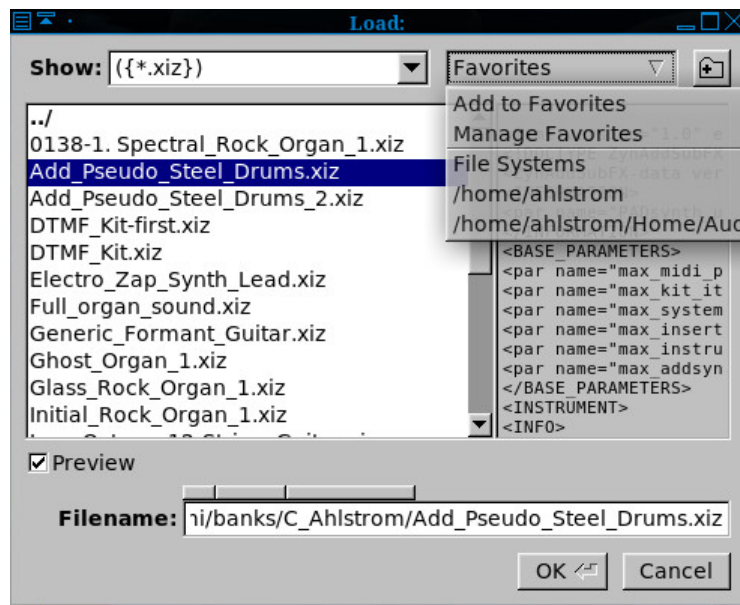 Load:
Show: ({*.xiz})
Favorites
Add to Favorites
Manage Favorites
File Systems
/home/ahlstrom
/home/ahlstrom/Home/Aud
../
0138-1. Spectral_Rock_Organ_1.xiz
Add_Pseudo_Steel_Drums.xiz
Add_Pseudo_Steel_Drums_2.xiz
DTMF_Kit-first.xiz
DTMF_Kit.xiz
Electro_Zap_Synth_Lead.xiz
Full_organ_sound.xiz
Generic_Formant_Guitar.xiz
Ghost_Organ_1.xiz
Glass_Rock_Organ_1.xiz
Initial_Rock_Organ_1.xiz
<BASE_PARAMETERS>
<par name="max_midi_p
<par name="max_kit_it
<par name="max_system
<par name="max_insert
<par name="max_instru
<par name="max_addsyn
</BASE_PARAMETERS>
<INSTRUMENT>
<INFO>
Preview
Filename: ni/banks/C_Ahlstrom/Add_Pseudo_Steel_Drums.xiz
OK
Cancel